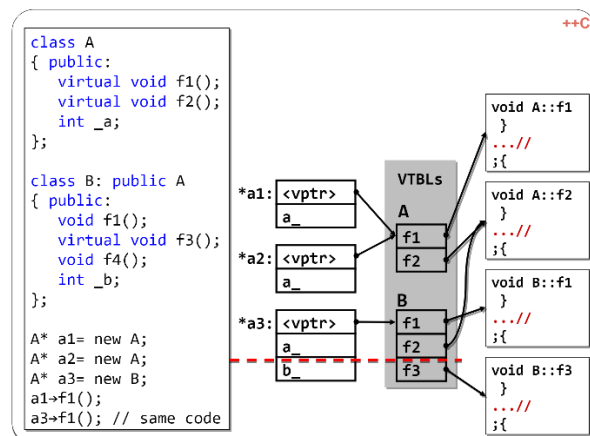 ++C
class A
{ public:
virtual void f1();
virtual void f2();
int _a;
};
class B: public A
{ public:
void f1();
virtual void f3();
void f4();
int _b;
};
A* a1= new A;
A* a2= new A;
A* a3= new B;
a1→f1();
a3→f1(); // same code
*a1:
<vptr>
a_
*a2:
<vptr>
a_
*a3:
<vptr>
a_
b_
VTBLs
A
f1
f2
B
f1
f2
f3
void A::f1
}
...//
;{
void A::f2
}
...//
;{
void B::f1
}
...//
;{
void B::f3
}
...//
;{